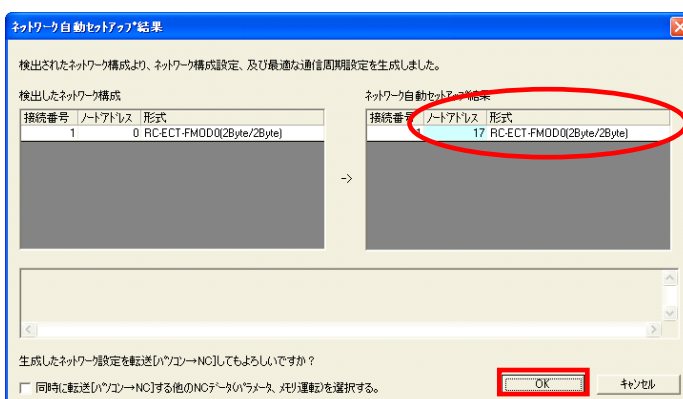 ネットワーク自動セットアップ結果
検出されたネットワーク構成より、ネットワーク構成設定、及び最適な通信周期設定を生成しました。
検出したネットワーク構成
接続番号 ノードアドレス 形式
1 0 RC-ECT-FMOD0(2Byte/2Byte)
->
ネットワーク自動セットアップ結果
接続番号 ノードアドレス 形式
1 17 RC-ECT-FMOD0(2Byte/2Byte)
生成したネットワーク設定を転送[パソコン→NC]してもよろしいですか?
同時に転送[パソコン→NC]する他のNCデータ(パラメータ、メモリ運転)を選択する。
OK キャンセル